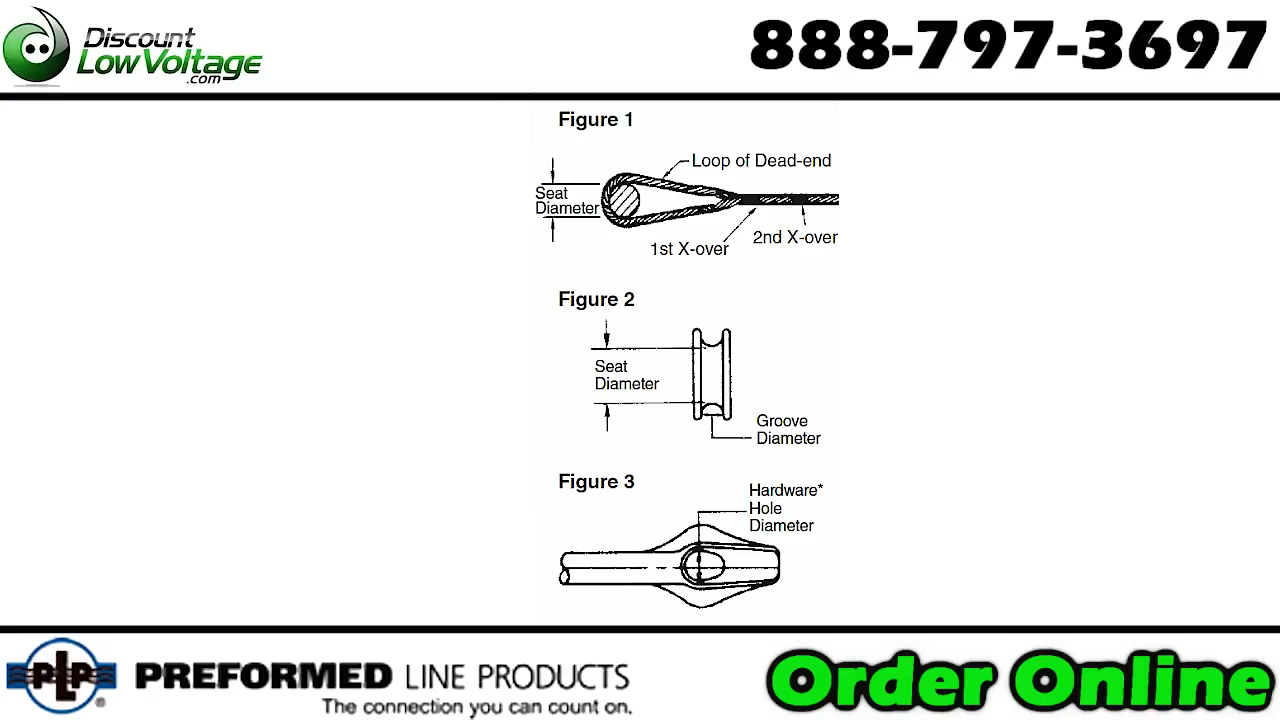 Discount
LowVoltage
.com
888-797-3697
Figure 1
Loop of Dead-end
Seat
Diameter
1st X-over
2nd X-over
Figure 2
Seat
Diameter
Groove
Diameter
Figure 3
Hardware*
Hole
Diameter
PLP®
PREFORMED LINE PRODUCTS
The connection you can count on.
Order Online